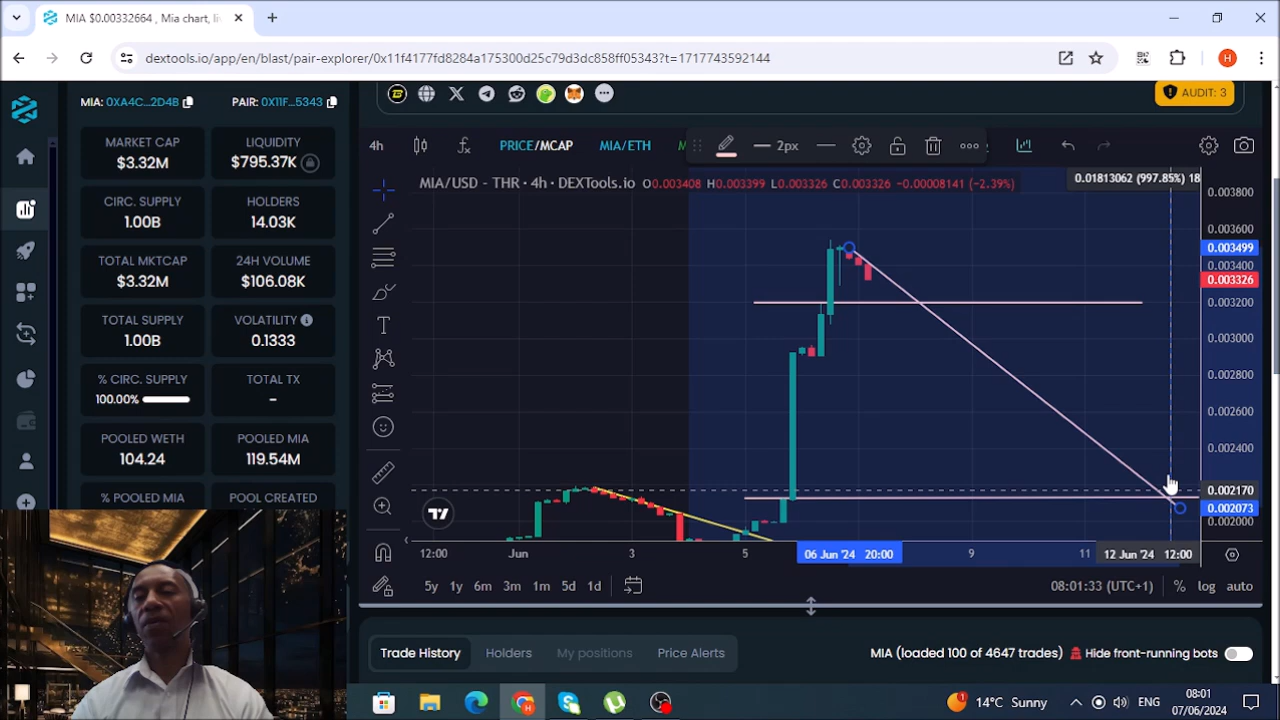 MIA $0.00332664 , Mia chart, li
dextools.io/app/en/blast/pair-explorer/0x11f4177fd8284a175300d25c79d3dc858ff05343?t=1717743592144
H
MIA: 0XA4C...2D4B PAIR: 0X11F...5343
AUDIT: 3
MARKET CAP
$3.32M
LIQUIDITY
$795.37K
CIRC. SUPPLY
1.00B
HOLDERS
14.03K
TOTAL MKTCAP
$3.32M
24H VOLUME
$106.08K
TOTAL SUPPLY
1.00B
VOLATILITY
0.1333
% CIRC. SUPPLY
100.00%
TOTAL TX
-
POOLED WETH
104.24
POOLED MIA
119.54M
% POOLED MIA
POOL CREATED
4h PRICE/MCAP MIA/ETH 2px
MIA/USD - THR · 4h · DEXTools.io O0.003408 H0.003399 L0.003326 C0.003326 -0.00008141 (-2.39%)
0.01813062 (997.85%) 18
0.003800
0.003600
0.003499
0.003400
0.003326
0.003200
0.003000
0.002800
0.002600
0.002400
0.002170
0.002073
0.002000
12:00 Jun 3 5 06 Jun '24 20:00 9 11 12 Jun '24 12:00
5y 1y 6m 3m 1m 5d 1d 08:01:33 (UTC+1) % log auto
Trade History Holders My positions Price Alerts MIA (loaded 100 of 4647 trades) Hide front-running bots
1 14°C Sunny ENG 08:01
07/06/2024